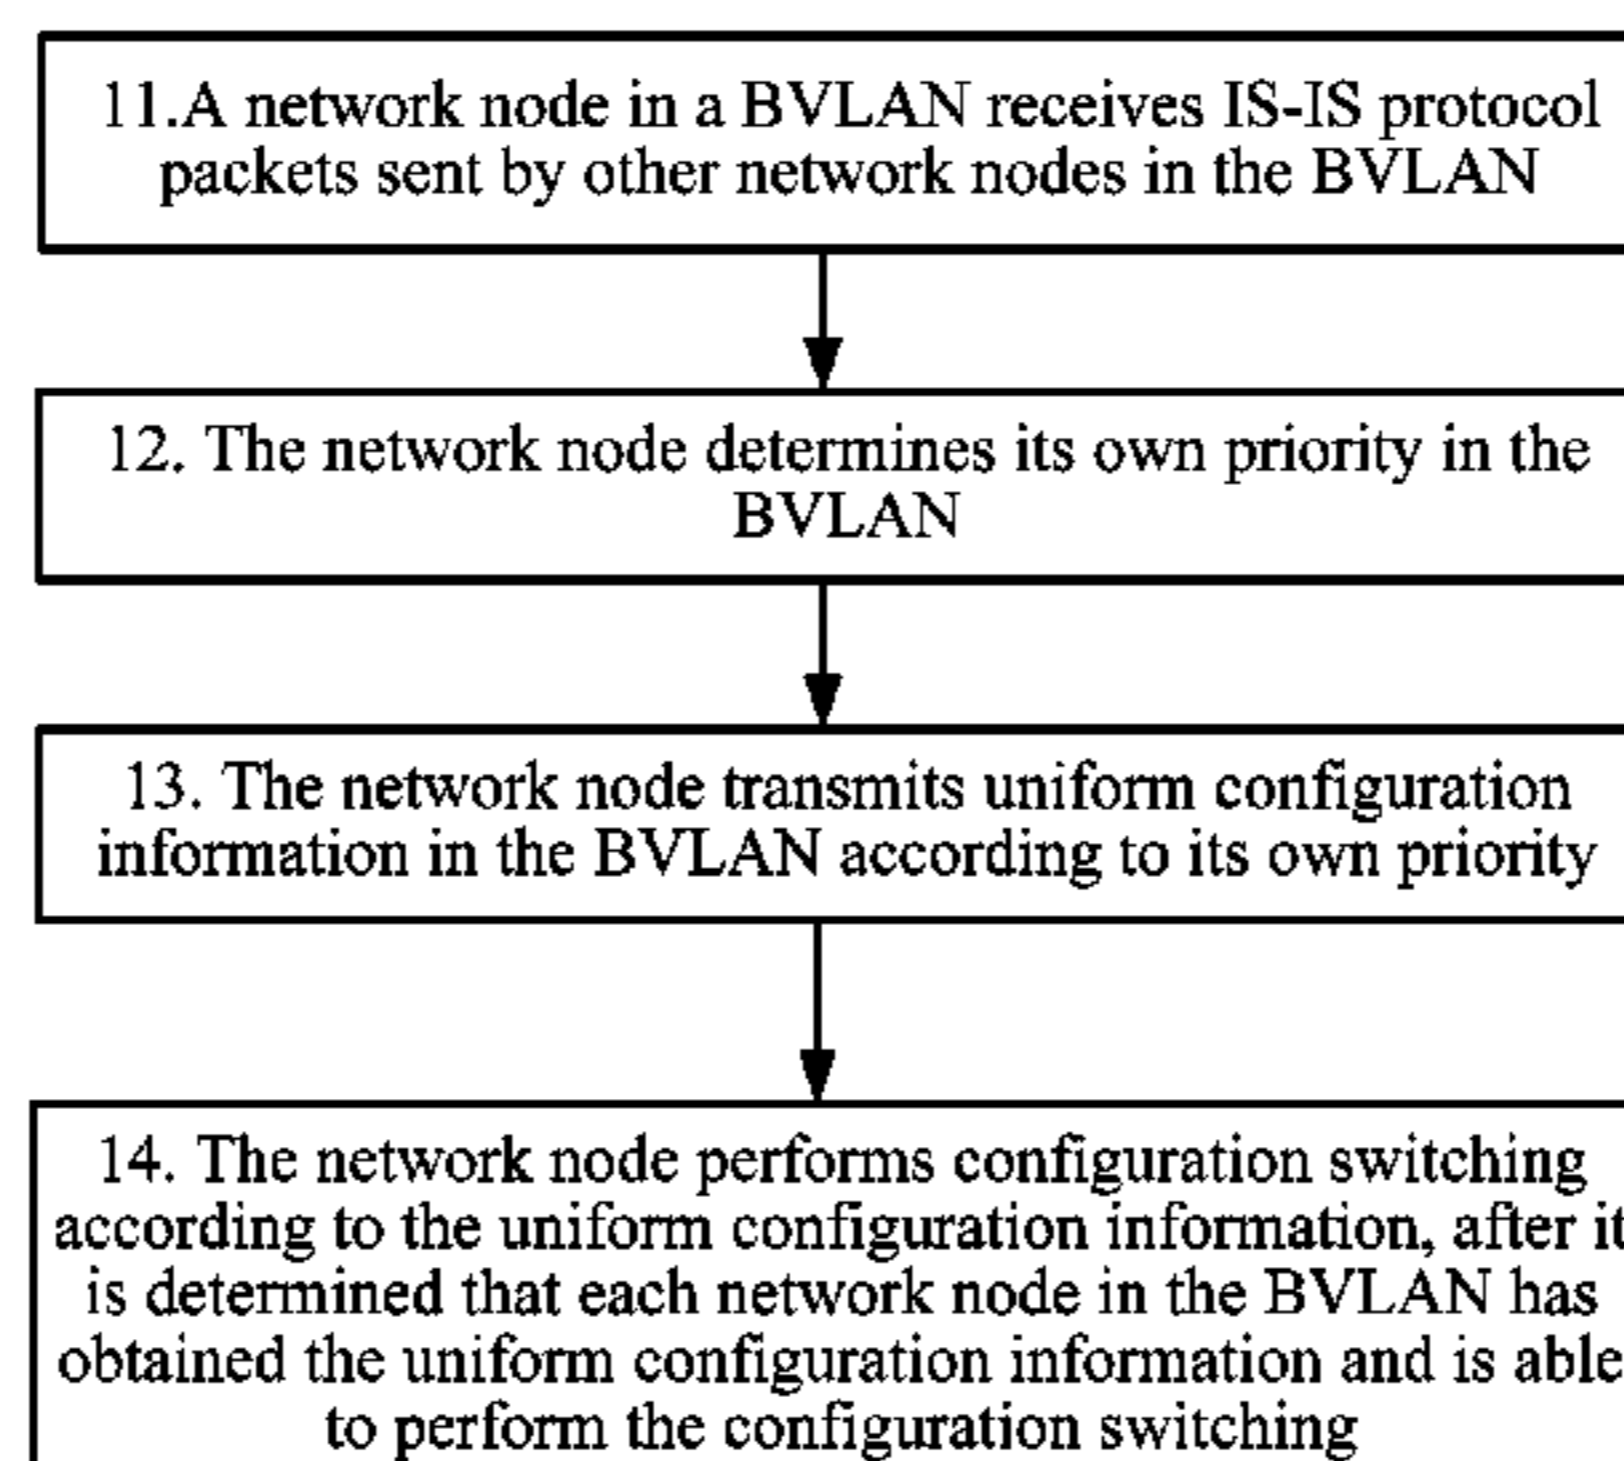 11.A network node in a BVLAN receives IS-IS protocol
packets sent by other network nodes in the BVLAN
12. The network node determines its own priority in the
BVLAN
13. The network node transmits uniform configuration
information in the BVLAN according to its own priority
14. The network node performs configuration switching
according to the uniform configuration information, after it
is determined that each network node in the BVLAN has
obtained the uniform configuration information and is able
to perform the configuration switching